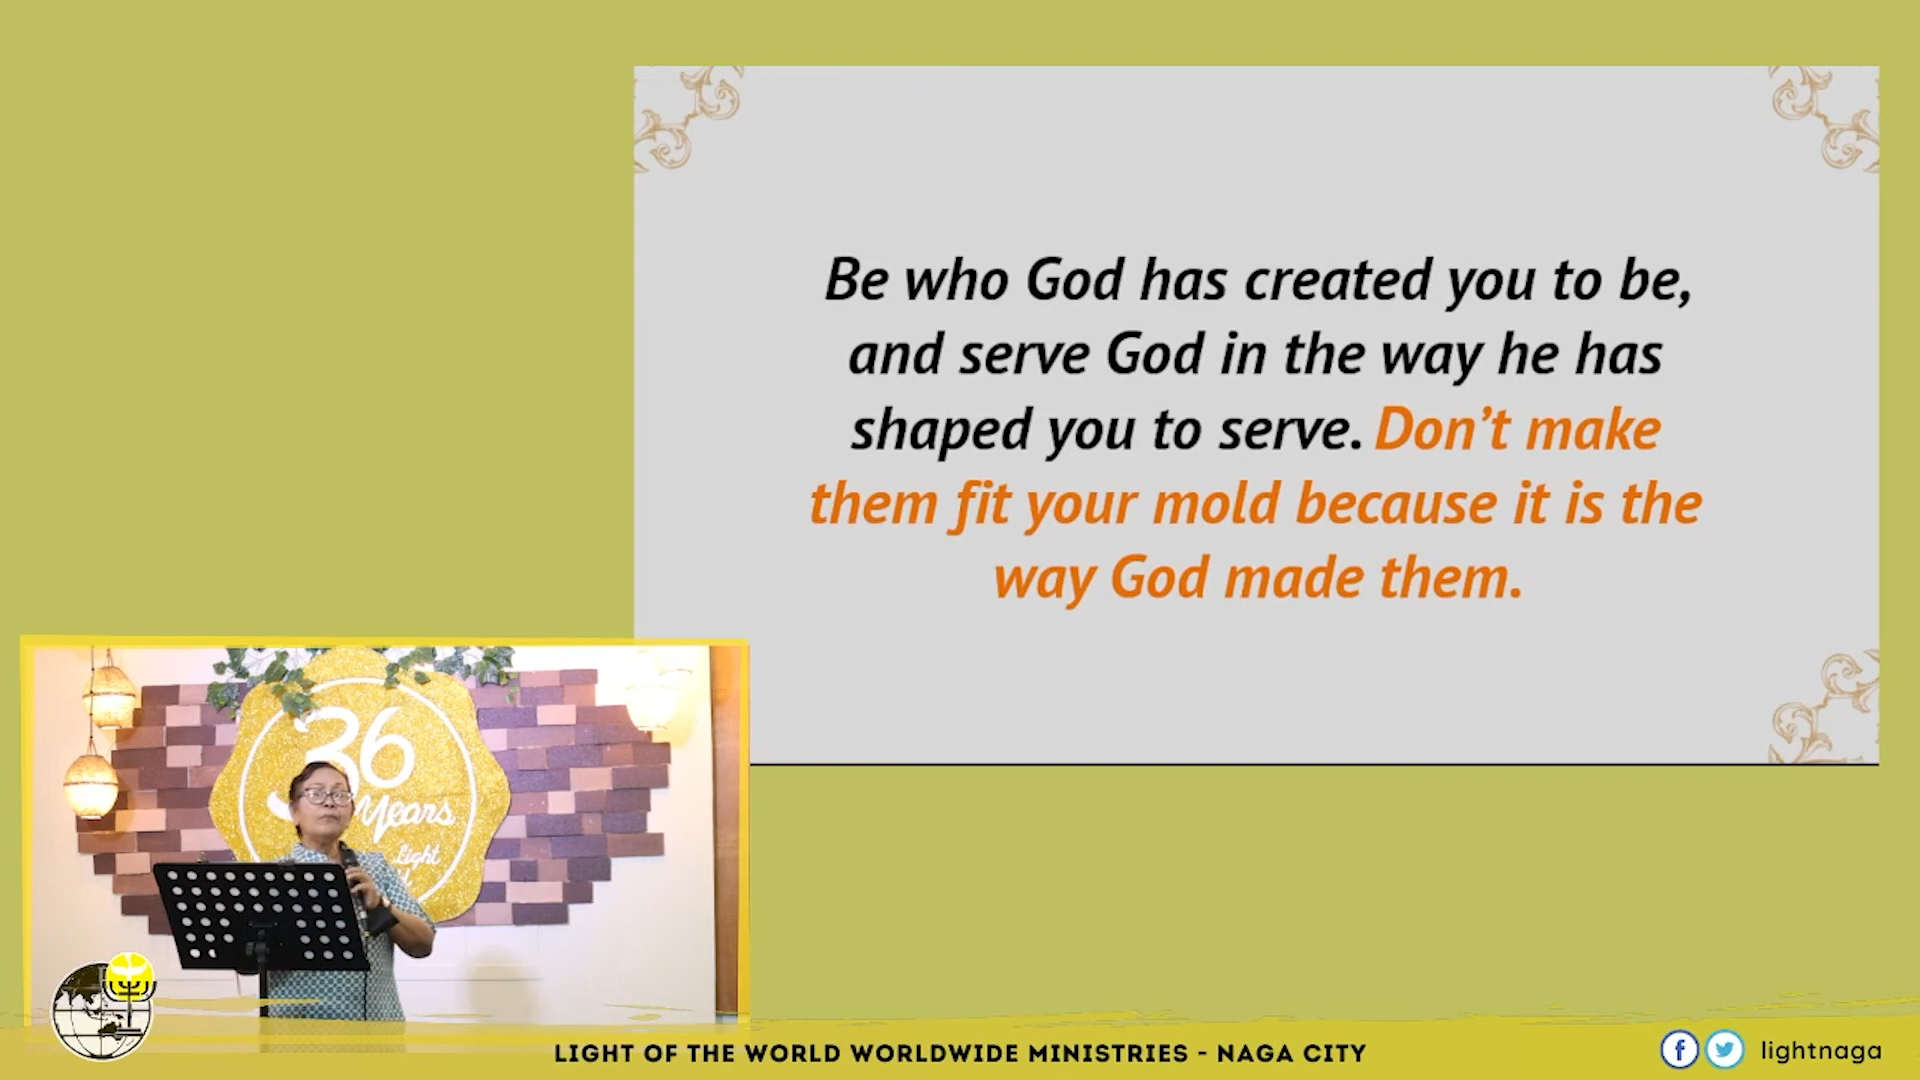 Be who God has created you to be,
and serve God in the way he has
shaped you to serve. Don’t make
them fit your mold because it is the
way God made them.
36
Years
Light
LIGHT OF THE WORLD WORLDWIDE MINISTRIES - NAGA CITY
lightnaga